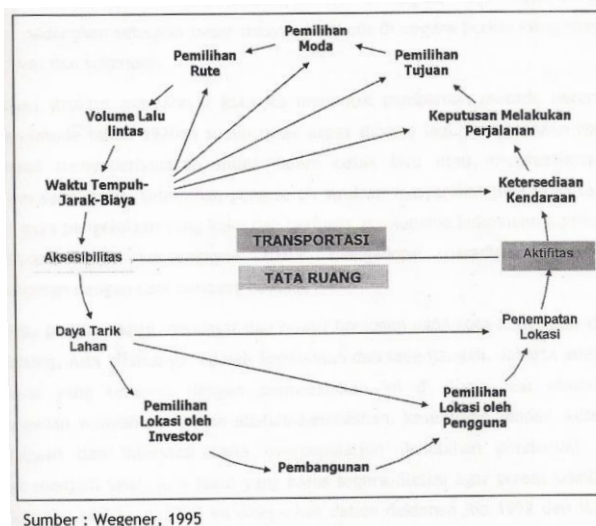 Pemilihan
Moda
Pemilihan
Rute
Pemilihan
Tujuan
Volume Lalu
lintas
Keputusan Melakukan
Perjalanan
Waktu Tempuh-
Jarak-Biaya
Ketersediaan
Kendaraan
TRANSPORTASI
Aksesibilitas
Aktifitas
TATA RUANG
Daya Tarik
Lahan
Penempatan
Lokasi
Pemilihan
Lokasi oleh
Investor
Pemilihan
Lokasi oleh
Pengguna
Pembangunan
Sumber : Wegener, 1995